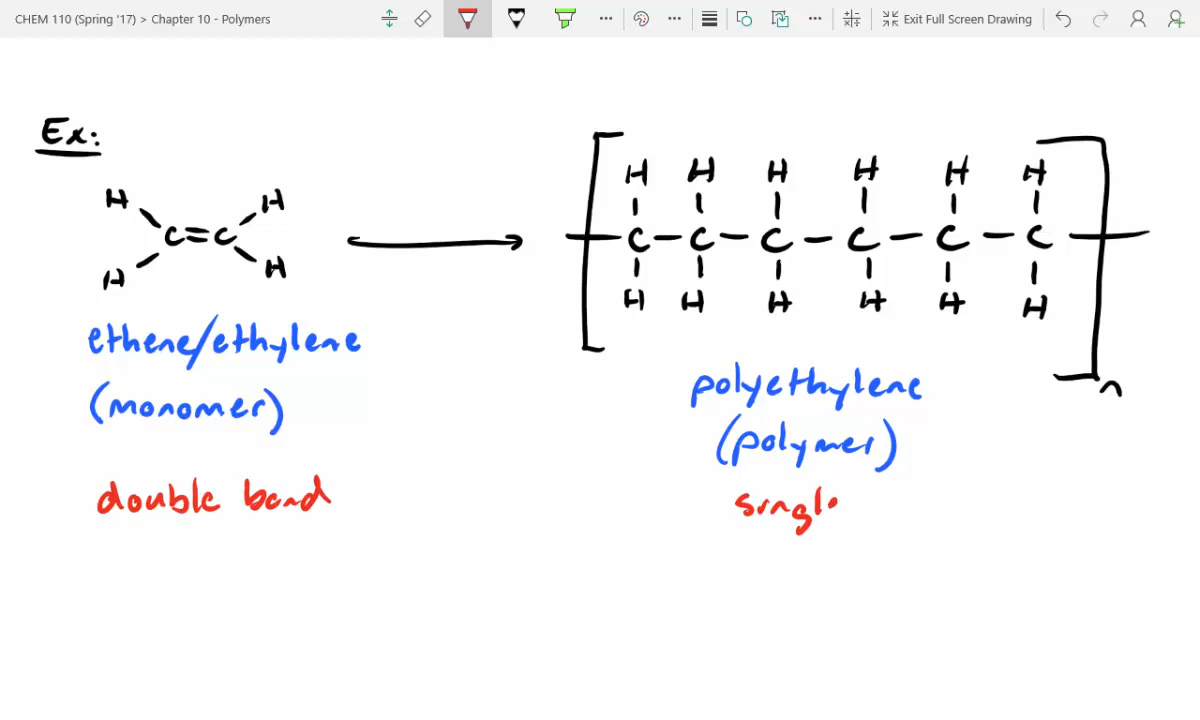 CHEM 110 (Spring '17) > Chapter 10 - Polymers
Exit Full Screen Drawing
Ex:
H H H H H H
H H
C=C
C-C-C-C-C-C
H H
H H H H H H
n
ethene/ethylene
(monomer)
polyethylene
(polymer)
double bond
singl